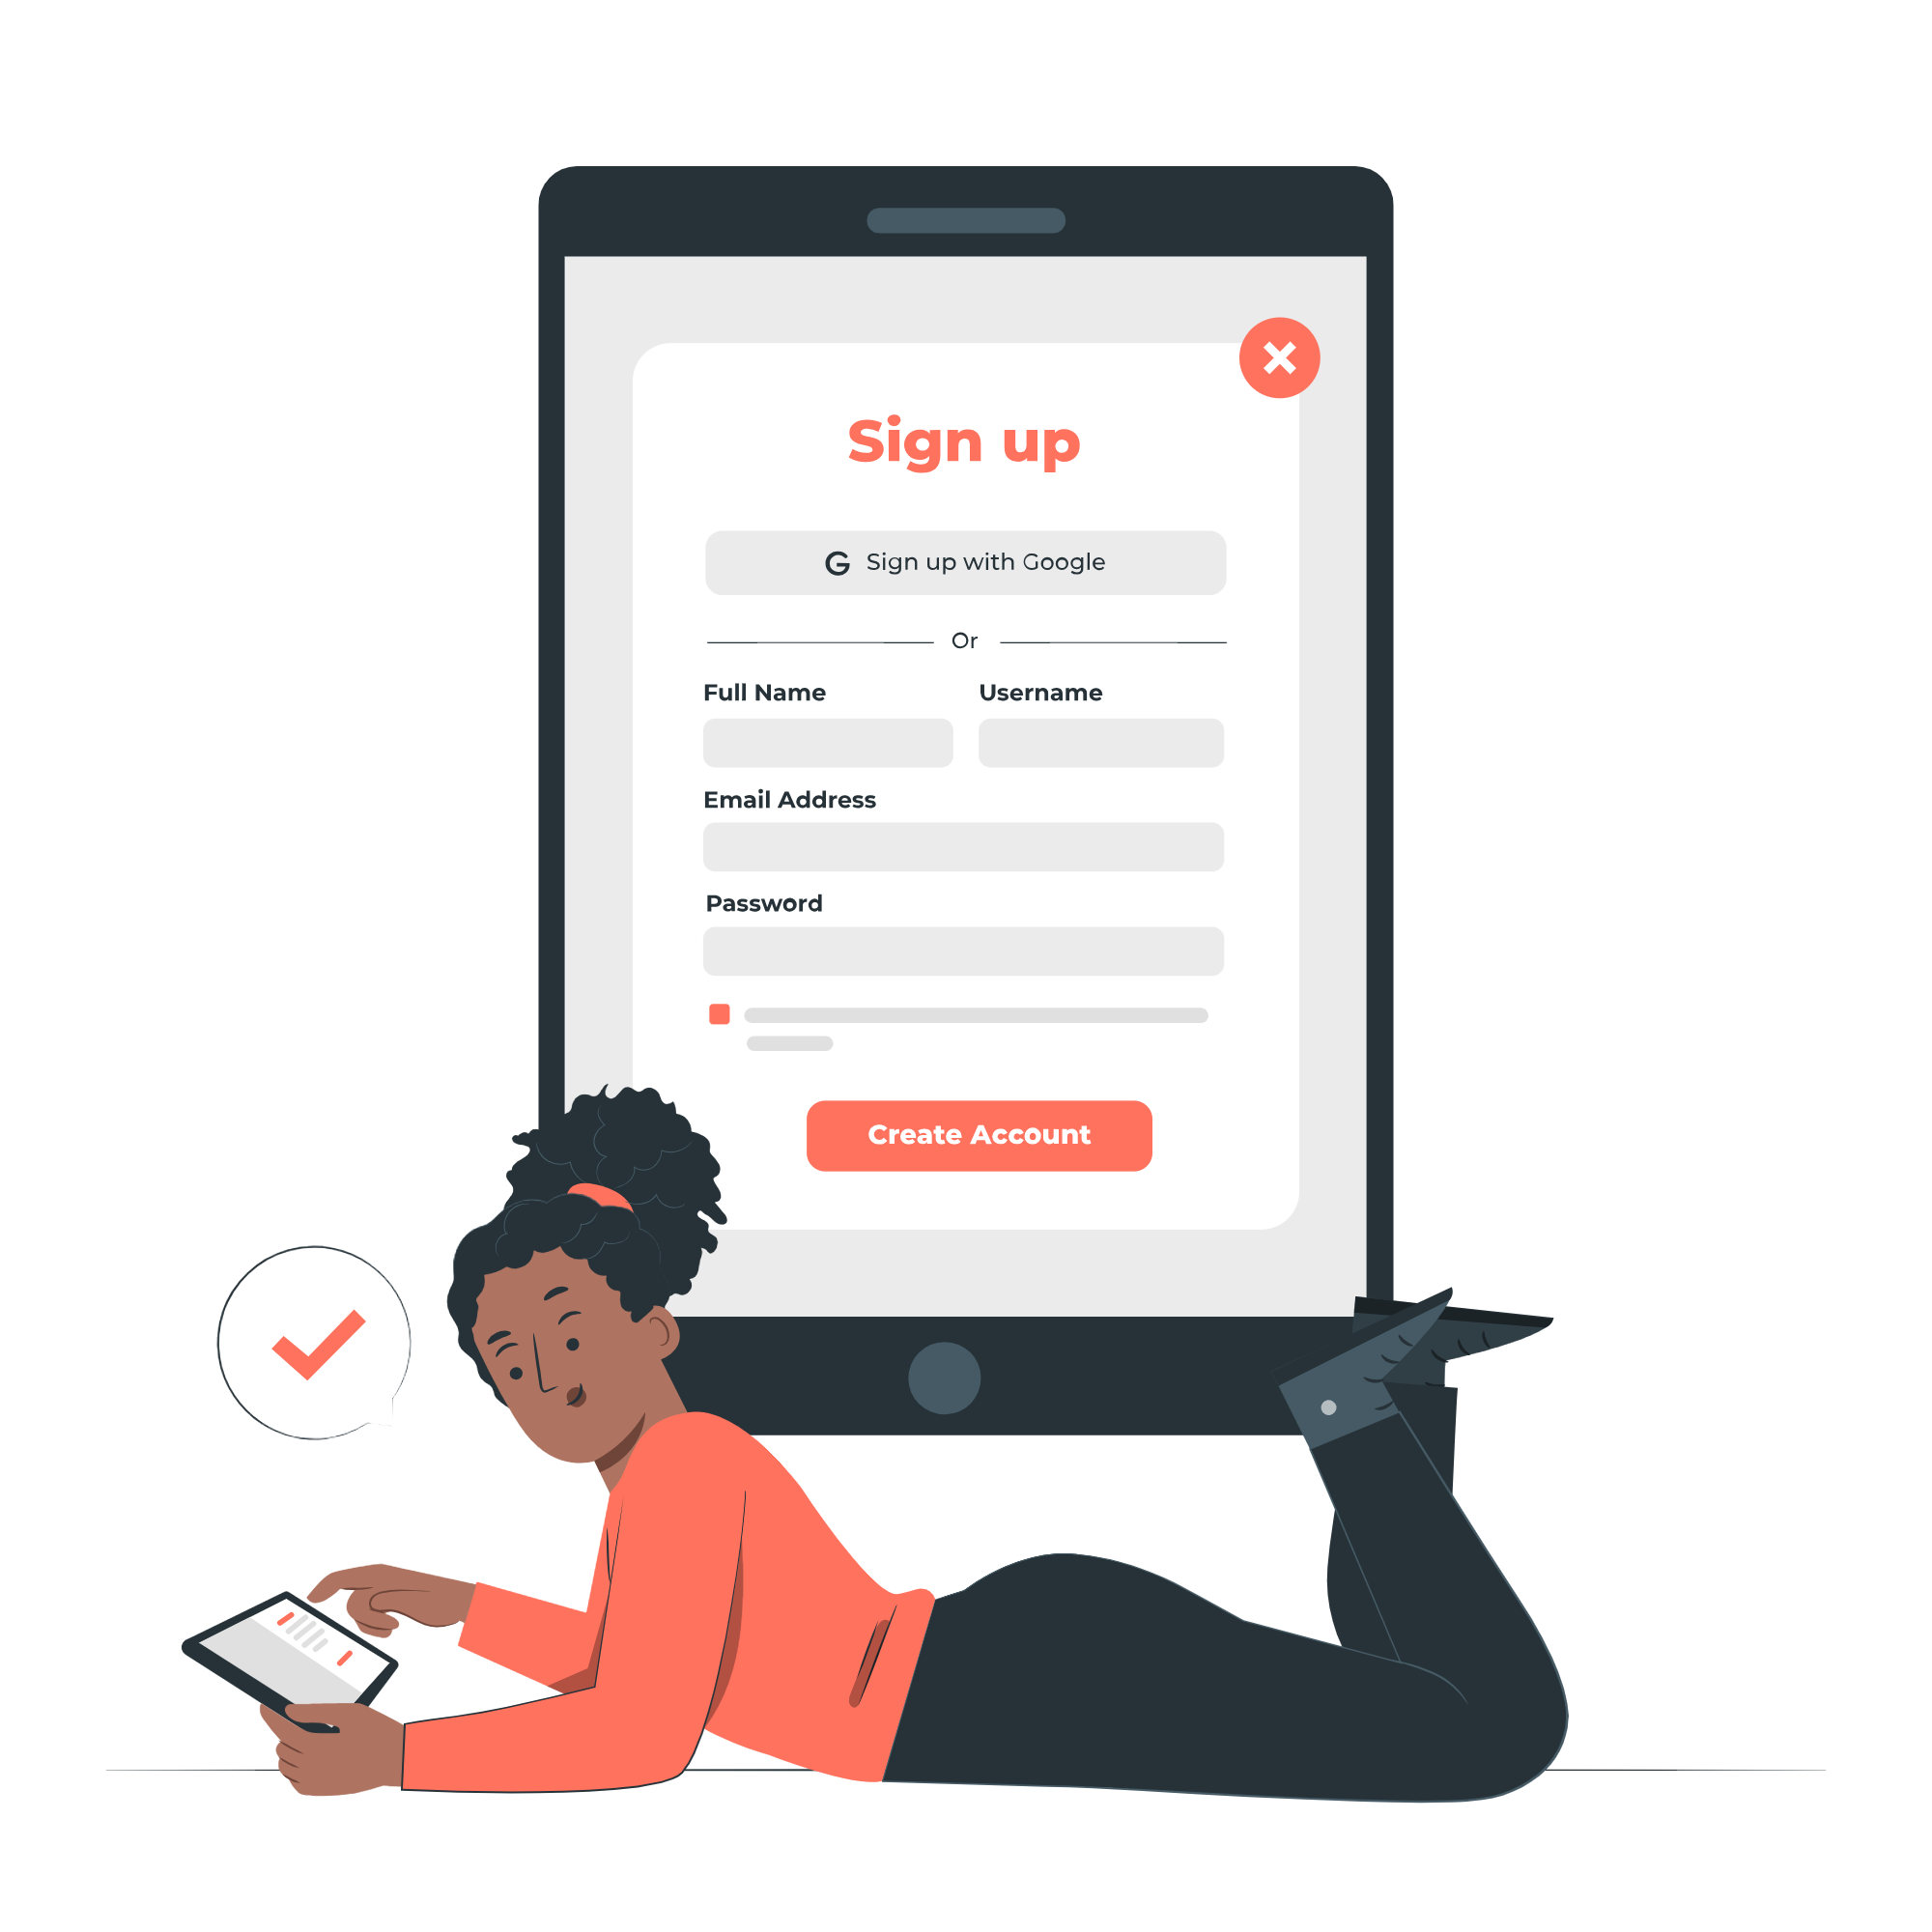 Sign up
G Sign up with Google
Or
Full Name Username
Email Address
Password
Create Account